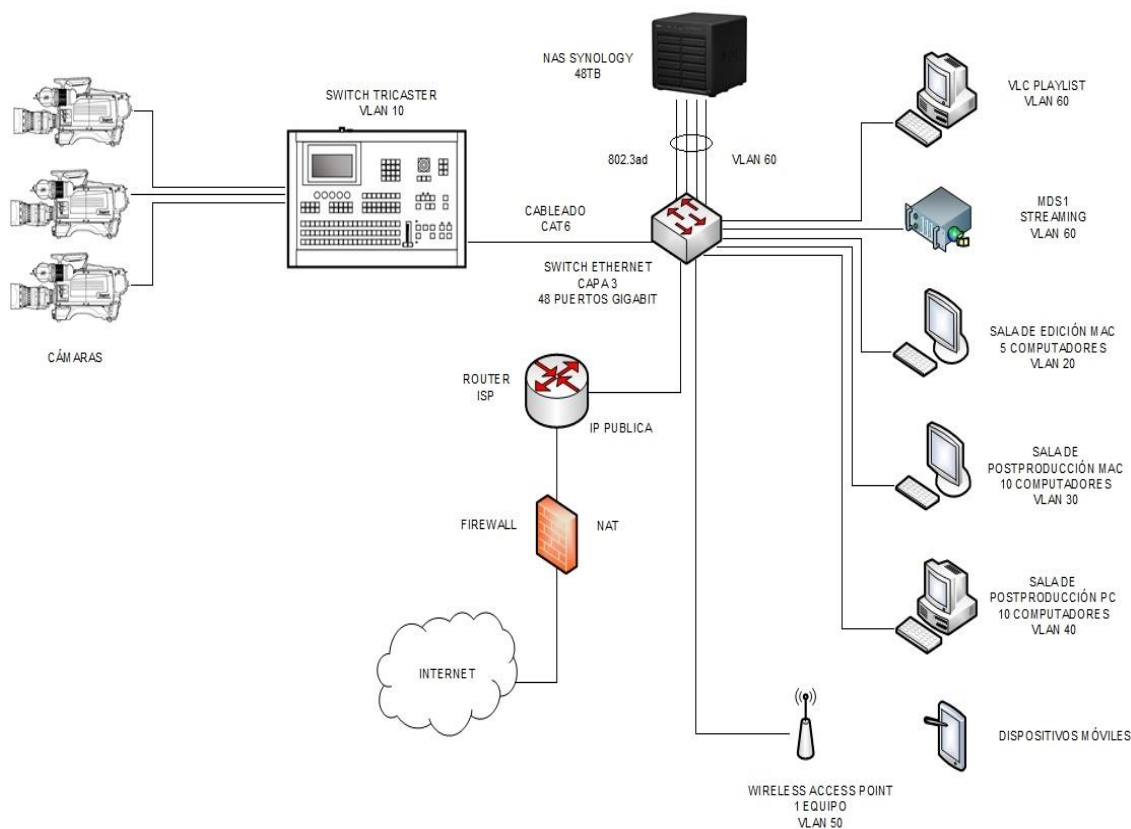 NAS SYNOLOGY
48TB
SWITCH TRICASTER
VLAN 10
VLC PLAYLIST
VLAN 60
802.3ad
VLAN 60
CABLEADO
CAT6
MDS1
STREAMING
VLAN 60
SWITCH ETHERNET
CAPA 3
48 PUERTOS GIGABIT
CÁMARAS
SALA DE EDICIÓN MAC
5 COMPUTADORES
VLAN 20
ROUTER
ISP
IP PUBLICA
SALA DE
POSTPRODUCCIÓN MAC
10 COMPUTADORES
VLAN 30
FIREWALL
NAT
SALA DE
POSTPRODUCCIÓN PC
10 COMPUTADORES
VLAN 40
INTERNET
DISPOSITIVOS MÓVILES
WIRELESS ACCESS POINT
1 EQUIPO
VLAN 50